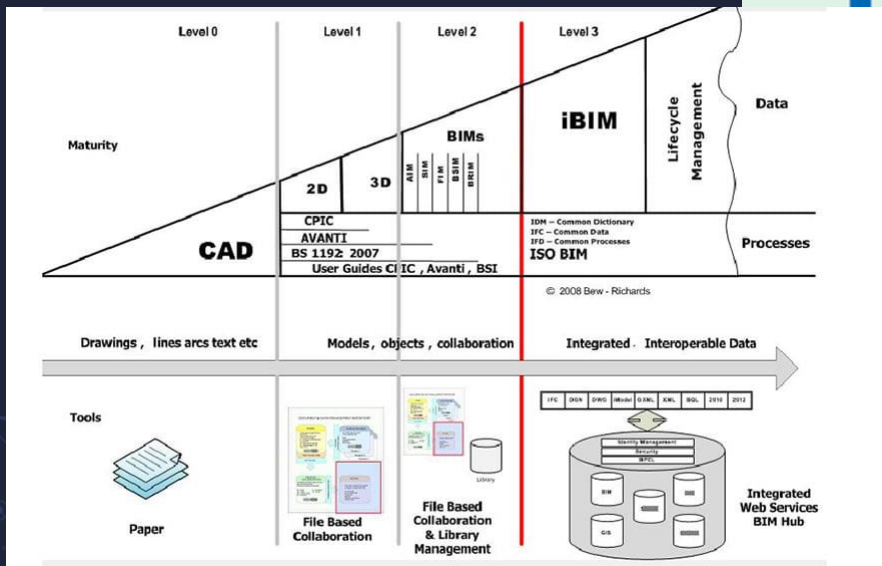 Level 0
Level 1
Level 2
Level 3
Data
Maturity
iBIM
Lifecycle
Management
BIMs
AIM
SIM
FIM
BSIM
BRIM
2D
3D
CAD
CPIC
AVANTI
BS 1192: 2007
User Guides CPIC , Avanti , BSI
IDM – Common Dictionary
IFC – Common Data
IFD – Common Processes
ISO BIM
Processes
© 2008 Bew - Richards
Drawings , lines arcs text etc
Models , objects , collaboration
Integrated . Interoperable Data
Tools
Paper
File Based
Collaboration
Library
File Based
Collaboration
& Library
Management
IFC
DGN
DWG
iModel
XML
SQL
2010
2012
Identity Management
Security
BIM
GIS
Integrated
Web Services
BIM Hub